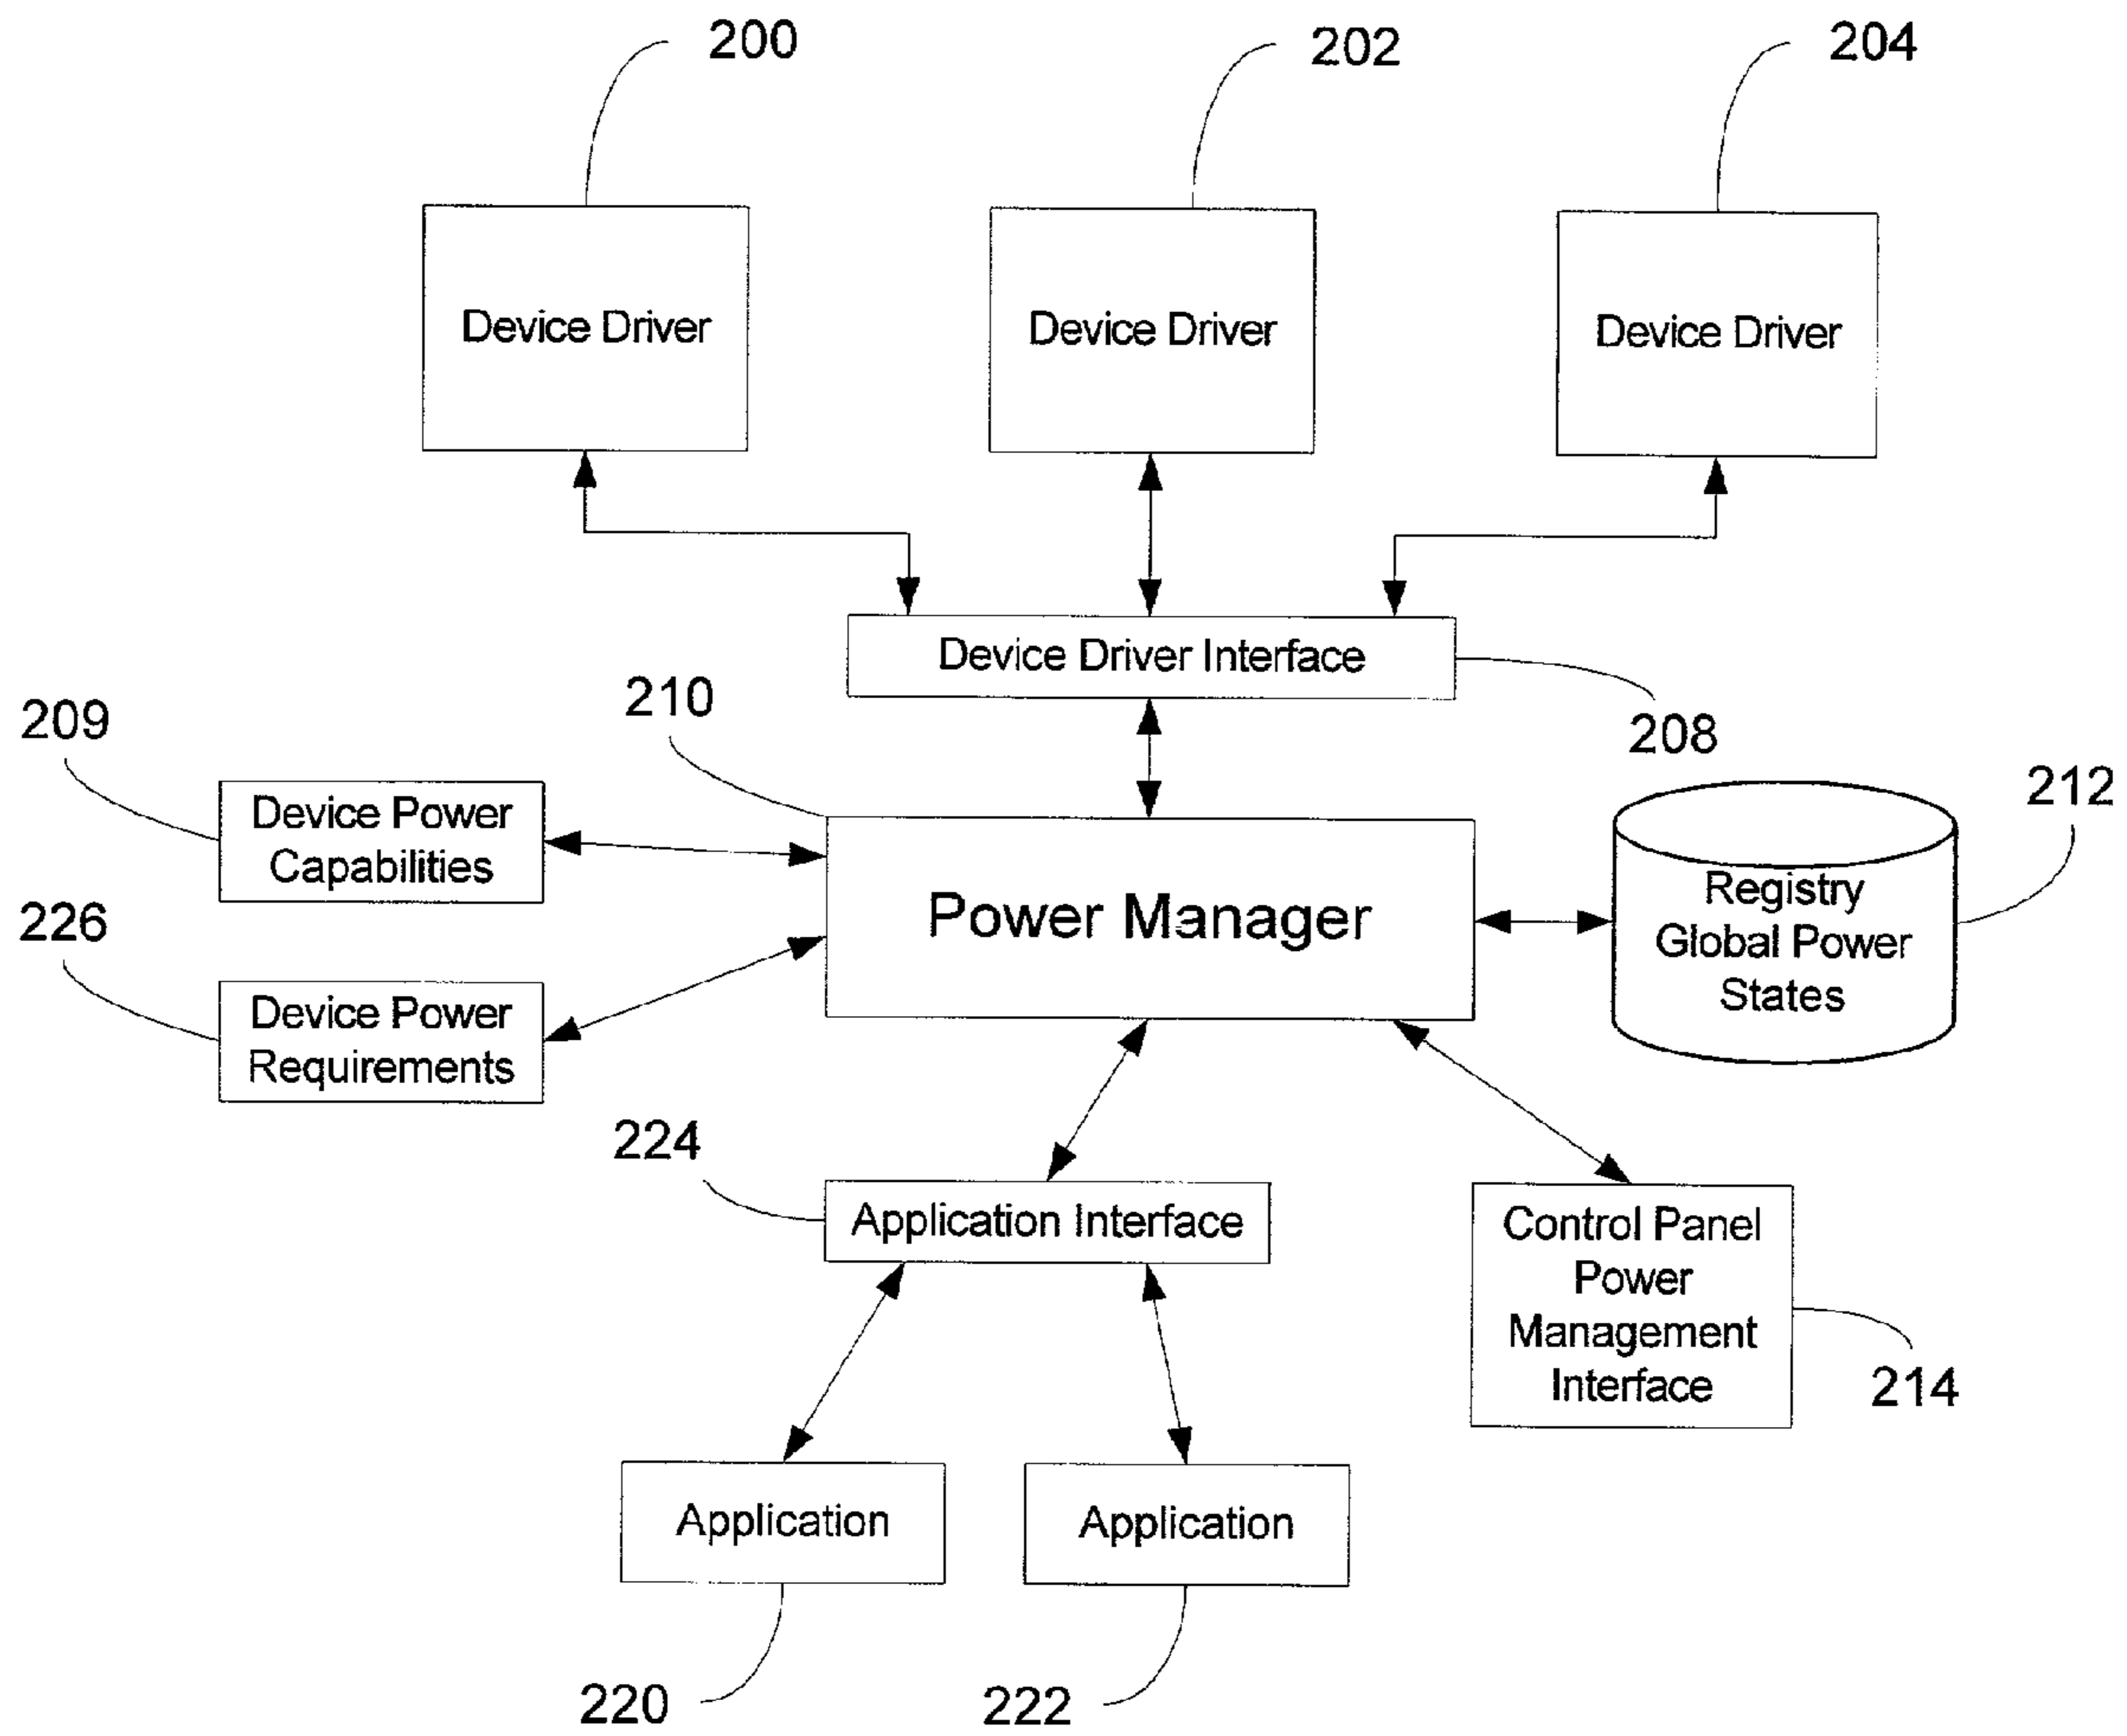 200
202
204
Device Driver
Device Driver
Device Driver
Device Driver Interface
208
210
209
Device Power
Capabilities
212
Power Manager
Registry
Global Power
States
226
Device Power
Requirements
224
Application Interface
Control Panel
Power
Management
Interface
214
Application
Application
220
222